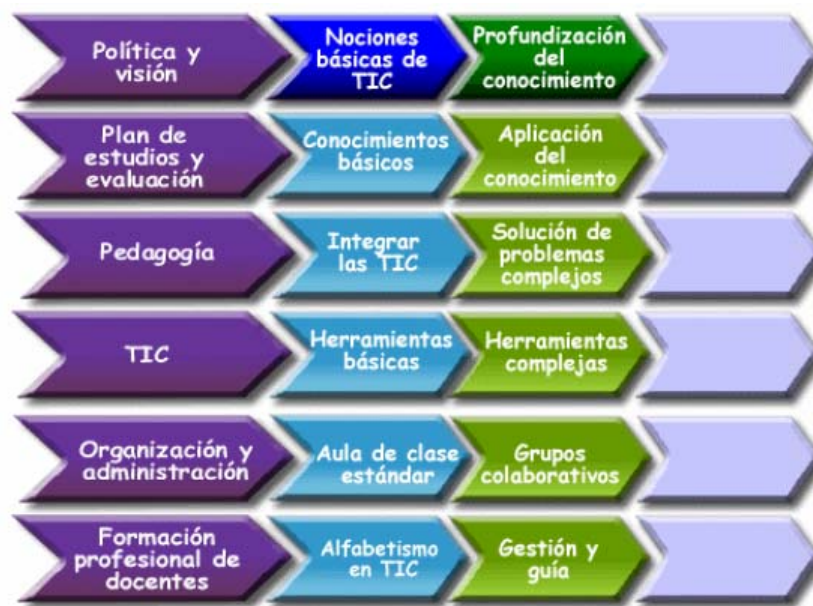 Política y
visión
Nociones
básicas de
TIC
Profundización
del
conocimiento
Plan de
estudios y
evaluación
Conocimientos
básicos
Aplicación
del
conocimiento
Pedagogía
Integrar
las TIC
Solución de
problemas
complejos
TIC
Herramientas
básicas
Herramientas
complejas
Organización y
administración
Aula de clase
estándar
Grupos
colaborativos
Formación
profesional de
docentes
Alfabetismo
en TIC
Gestión y
guía